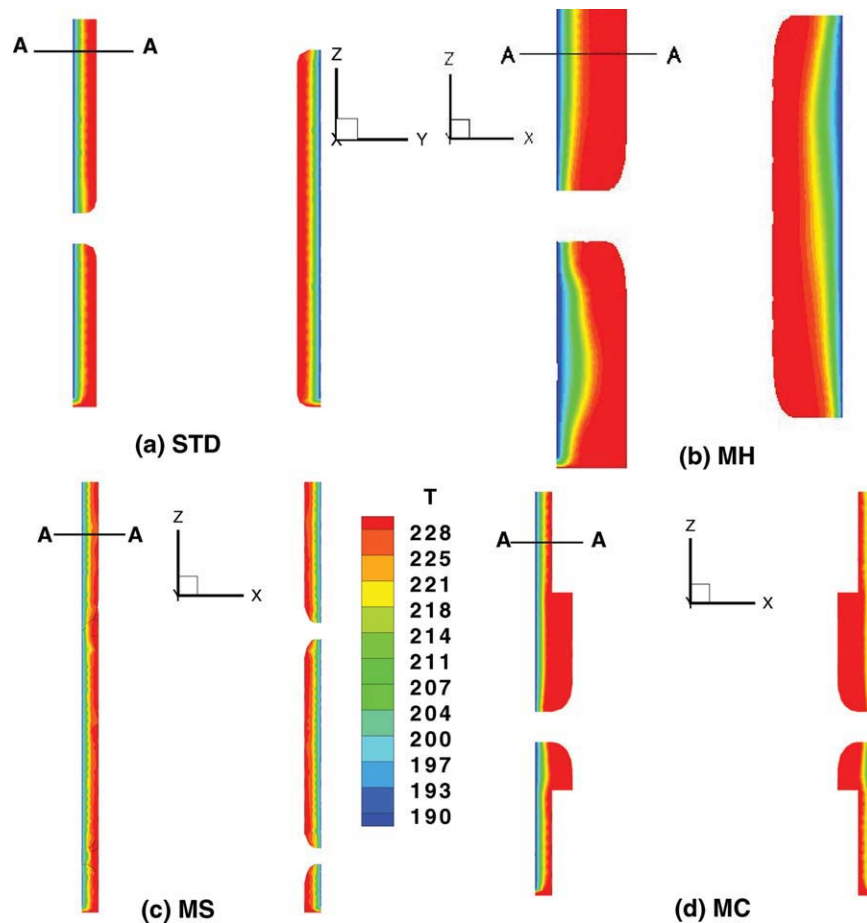 A A
Z
X Y
(a) STD
A A
Z
Y X
(b) MH
A A
Z
Y X
(c) MS
T
228
225
221
218
214
211
207
204
200
197
193
190
A A
Z
Y X
(d) MC